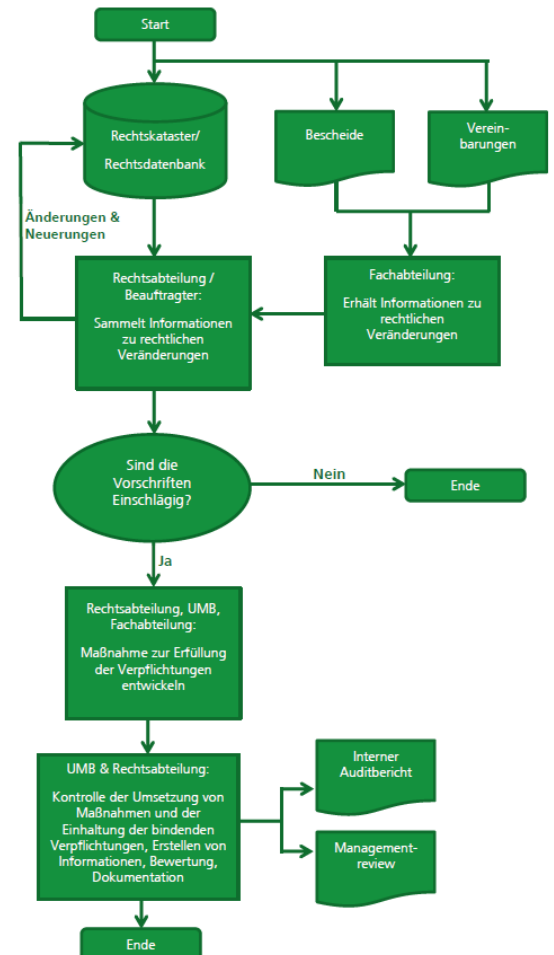 Start
Rechtskataster/
Rechtsdatenbank
Bescheide
Verein-
barungen
Änderungen &
Neuerungen
Rechtsabteilung /
Beauftragter:
Sammelt Informationen
zu rechtlichen
Veränderungen
Fachabteilung:
Erhält Informationen zu
rechtlichen
Veränderungen
Sind die
Vorschriften
Einschlägig?
Nein
Ende
Ja
Rechtsabteilung, UMB,
Fachabteilung:
Maßnahme zur Erfüllung
der Verpflichtungen
entwickeln
UMB & Rechtsabteilung:
Kontrolle der Umsetzung von
Maßnahmen und der
Einhaltung der bindenden
Verpflichtungen, Erstellen von
Informationen, Bewertung,
Dokumentation
Interner
Auditbericht
Management-
review
Ende